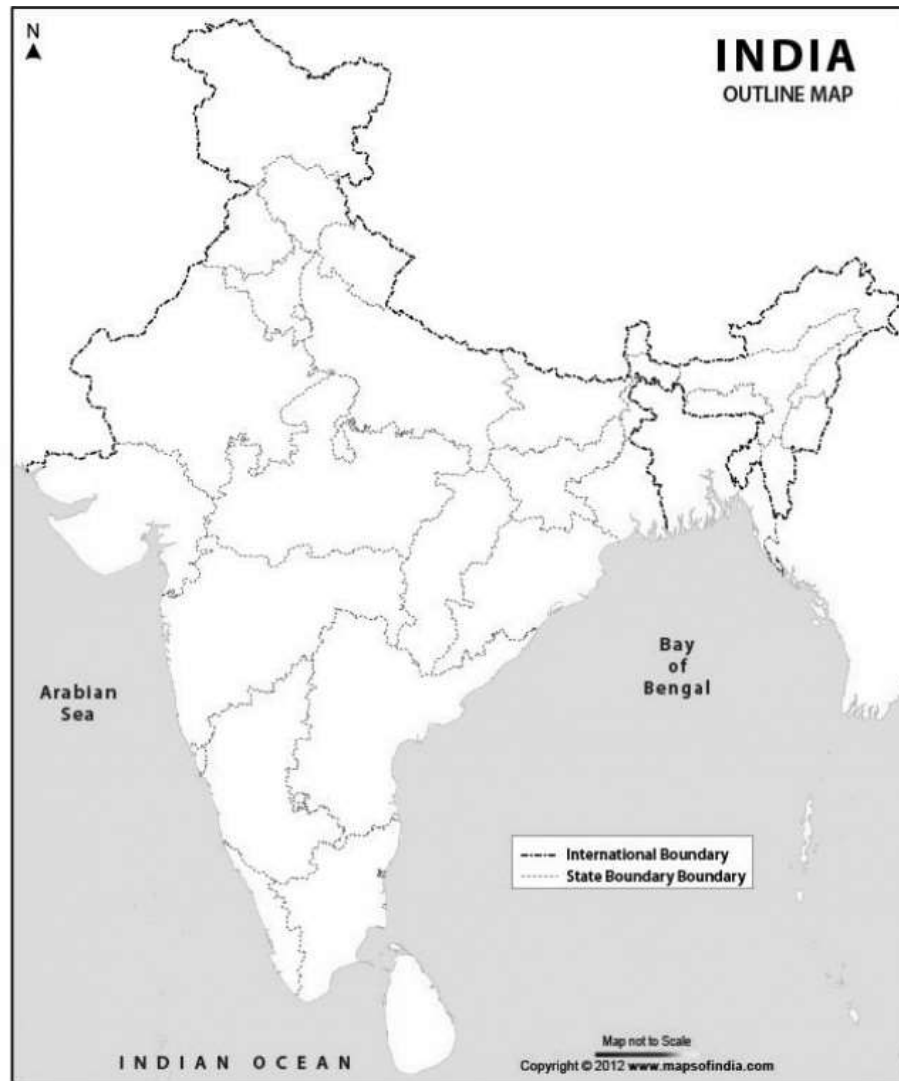 N
INDIA
OUTLINE MAP
Bay
of
Bengal
Arabian
Sea
International Boundary
State Boundary Boundary
Map not to Scale
INDIAN OCEAN
Copyright © 2012 www.mapsofindia.com